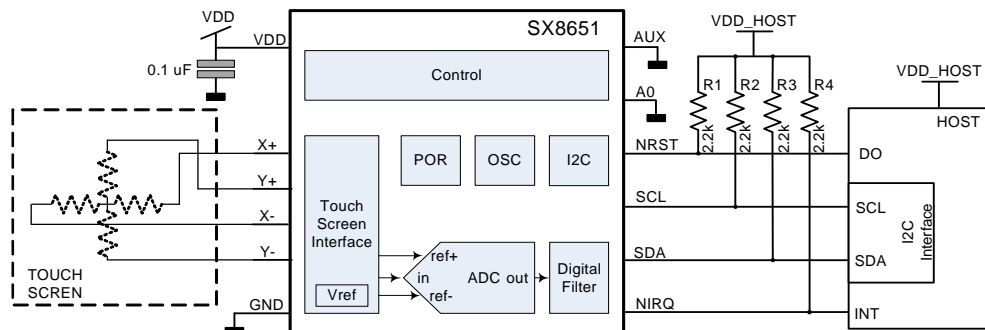 VDD
VDD
0.1 uF
SX8651
Control
AUX
A0
VDD_HOST
R1 R2 R3 R4
2.2k 2.2k 2.2k 2.2k
VDD_HOST
HOST
X+
Y+
X-
Y-
TOUCH
SCREN
GND
POR
OSC
I2C
Touch
Screen
Interface
Vref
ref+
in
ref-
ADC out
Digital
Filter
NRST
SCL
SDA
NIRQ
DO
SCL
SDA
I2C
Interface
INT